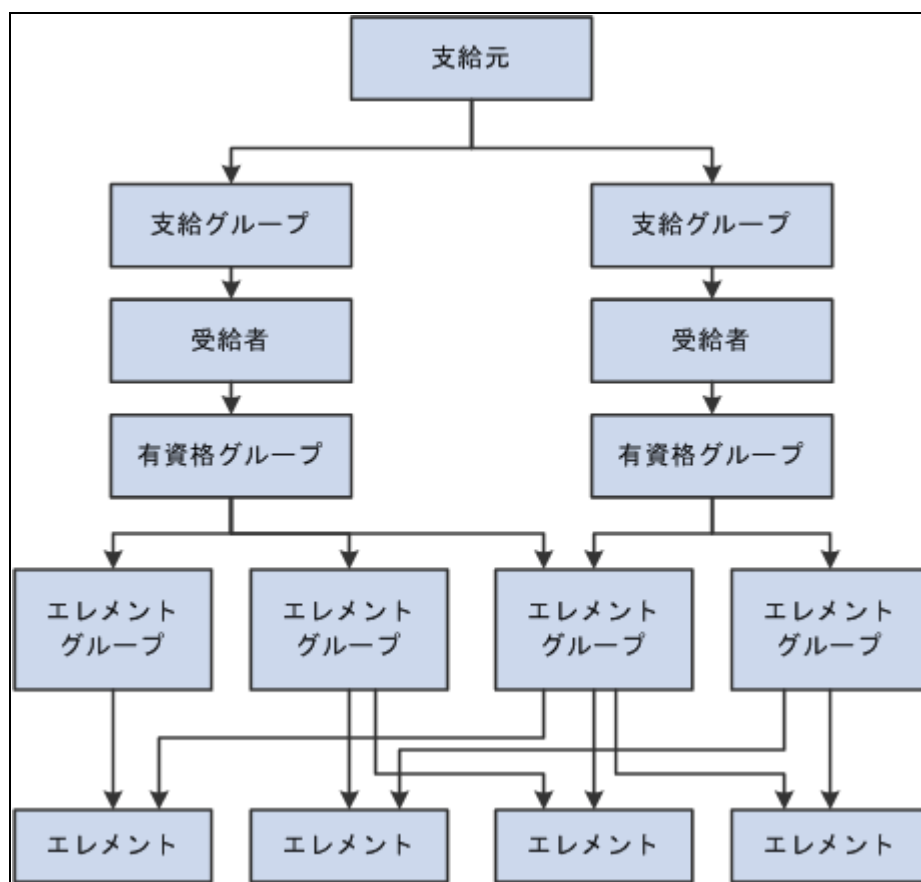 支給元
支給グループ
支給グループ
受給者
受給者
有資格グループ
有資格グループ
エレメント
グループ
エレメント
グループ
エレメント
グループ
エレメント
グループ
エレメント
エレメント
エレメント
エレメント